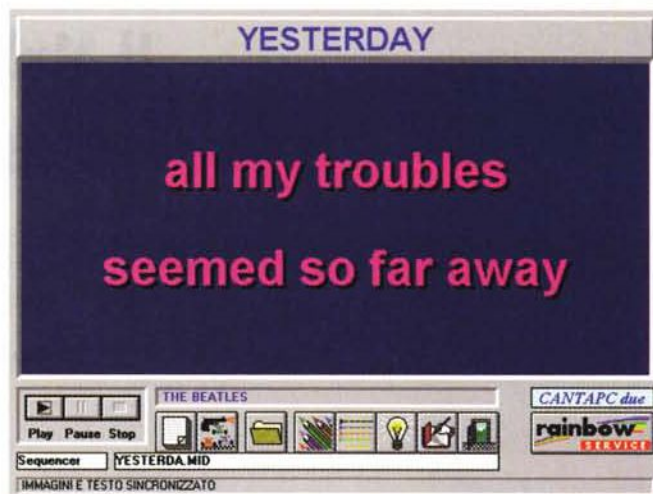 YESTERDAY
all my troubles
seemed so far away
THE BEATLES
CANTAPC due
Play Pause Stop
rainbow
SERVICE
Sequencer YESTERDA.MID
IMMAGINI E TESTO SINCRONIZZATO